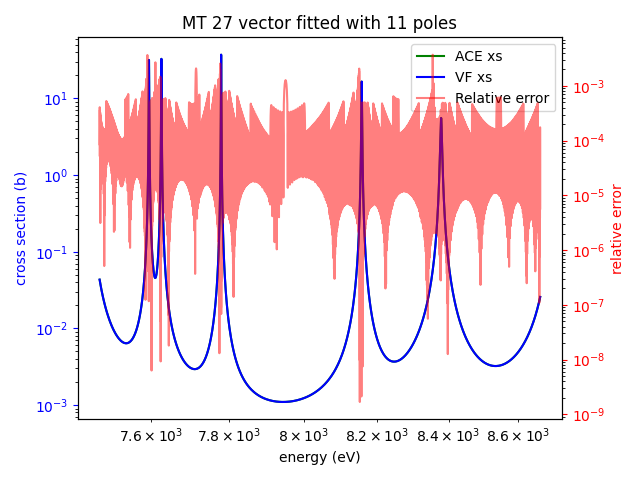 MT 27 vector fitted with 11 poles
ACE xs
VF xs
Relative error
cross section (b)
10¹
10⁰
10⁻¹
10⁻²
10⁻³
relative error
10⁻³
10⁻⁴
10⁻⁵
10⁻⁶
10⁻⁷
10⁻⁸
10⁻⁹
7.6 × 10³ 7.8 × 10³ 8 × 10³ 8.2 × 10³ 8.4 × 10³ 8.6 × 10³
energy (eV)